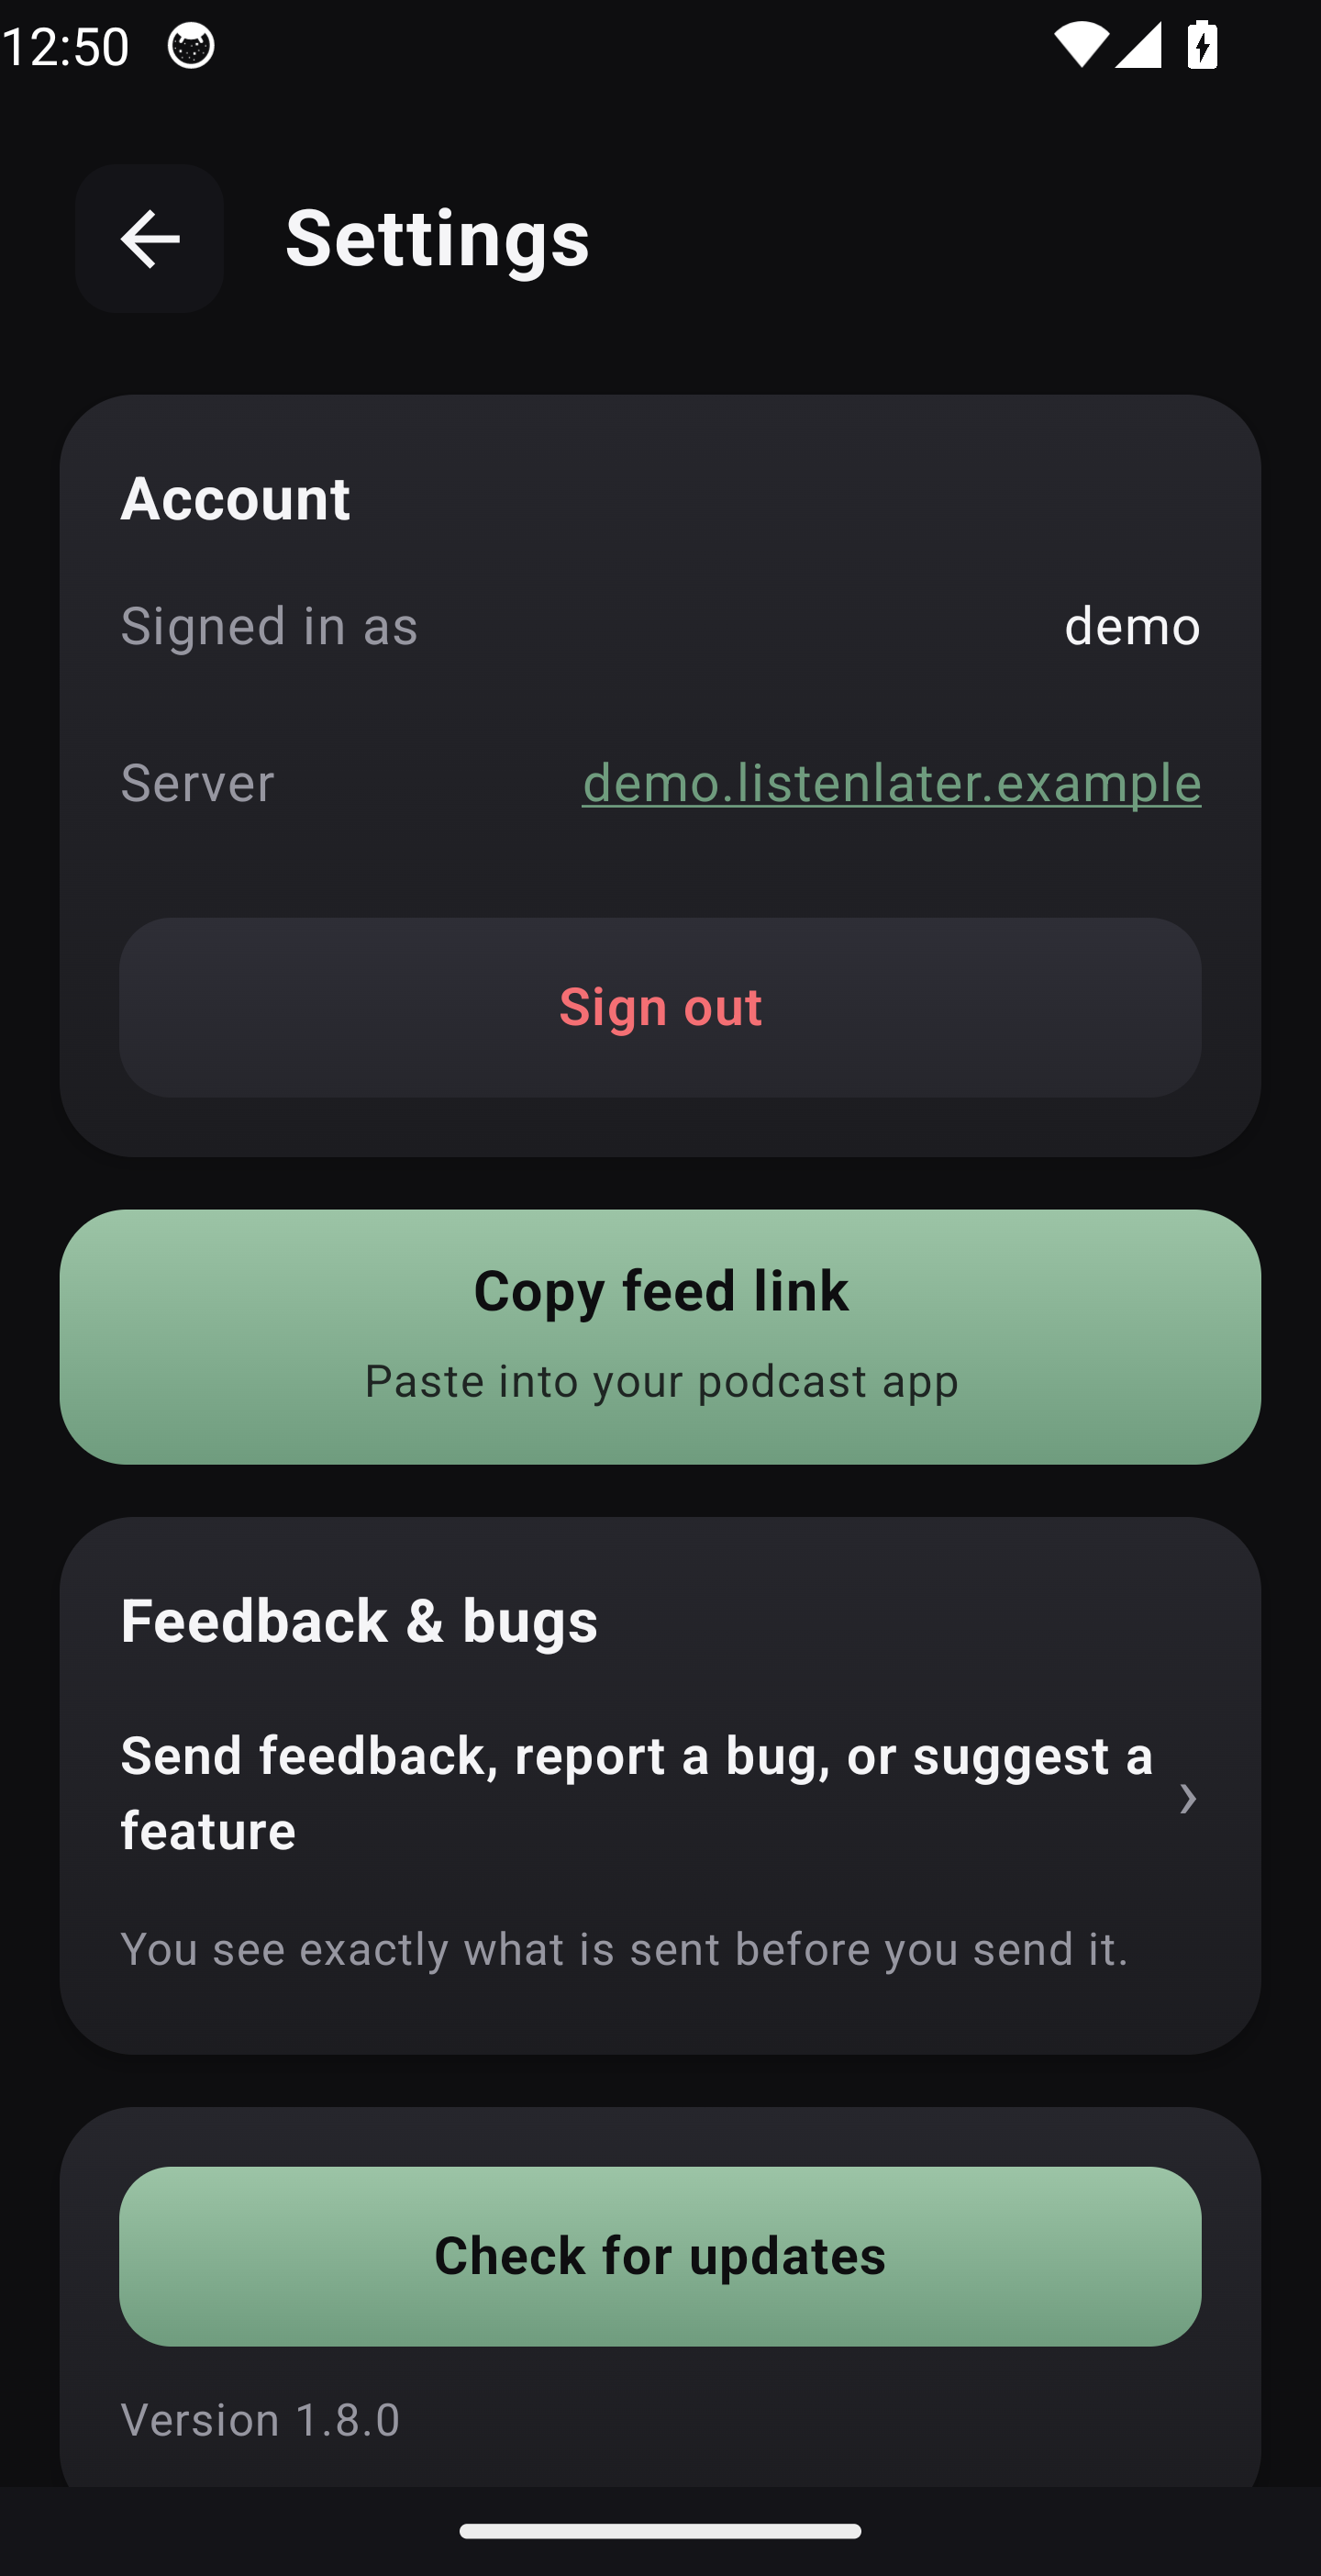 12:50
Settings
Account
Signed in as demo
Server demo.listenlater.example
Sign out
Copy feed link
Paste into your podcast app
Feedback & bugs
Send feedback, report a bug, or suggest a
feature ›
You see exactly what is sent before you send it.
Check for updates
Version 1.8.0